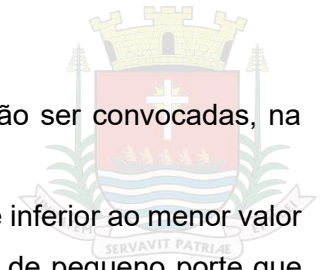 ão ser convocadas, na
SERVAVIT PATRIAE
e inferior ao menor valor
de pequeno porte que